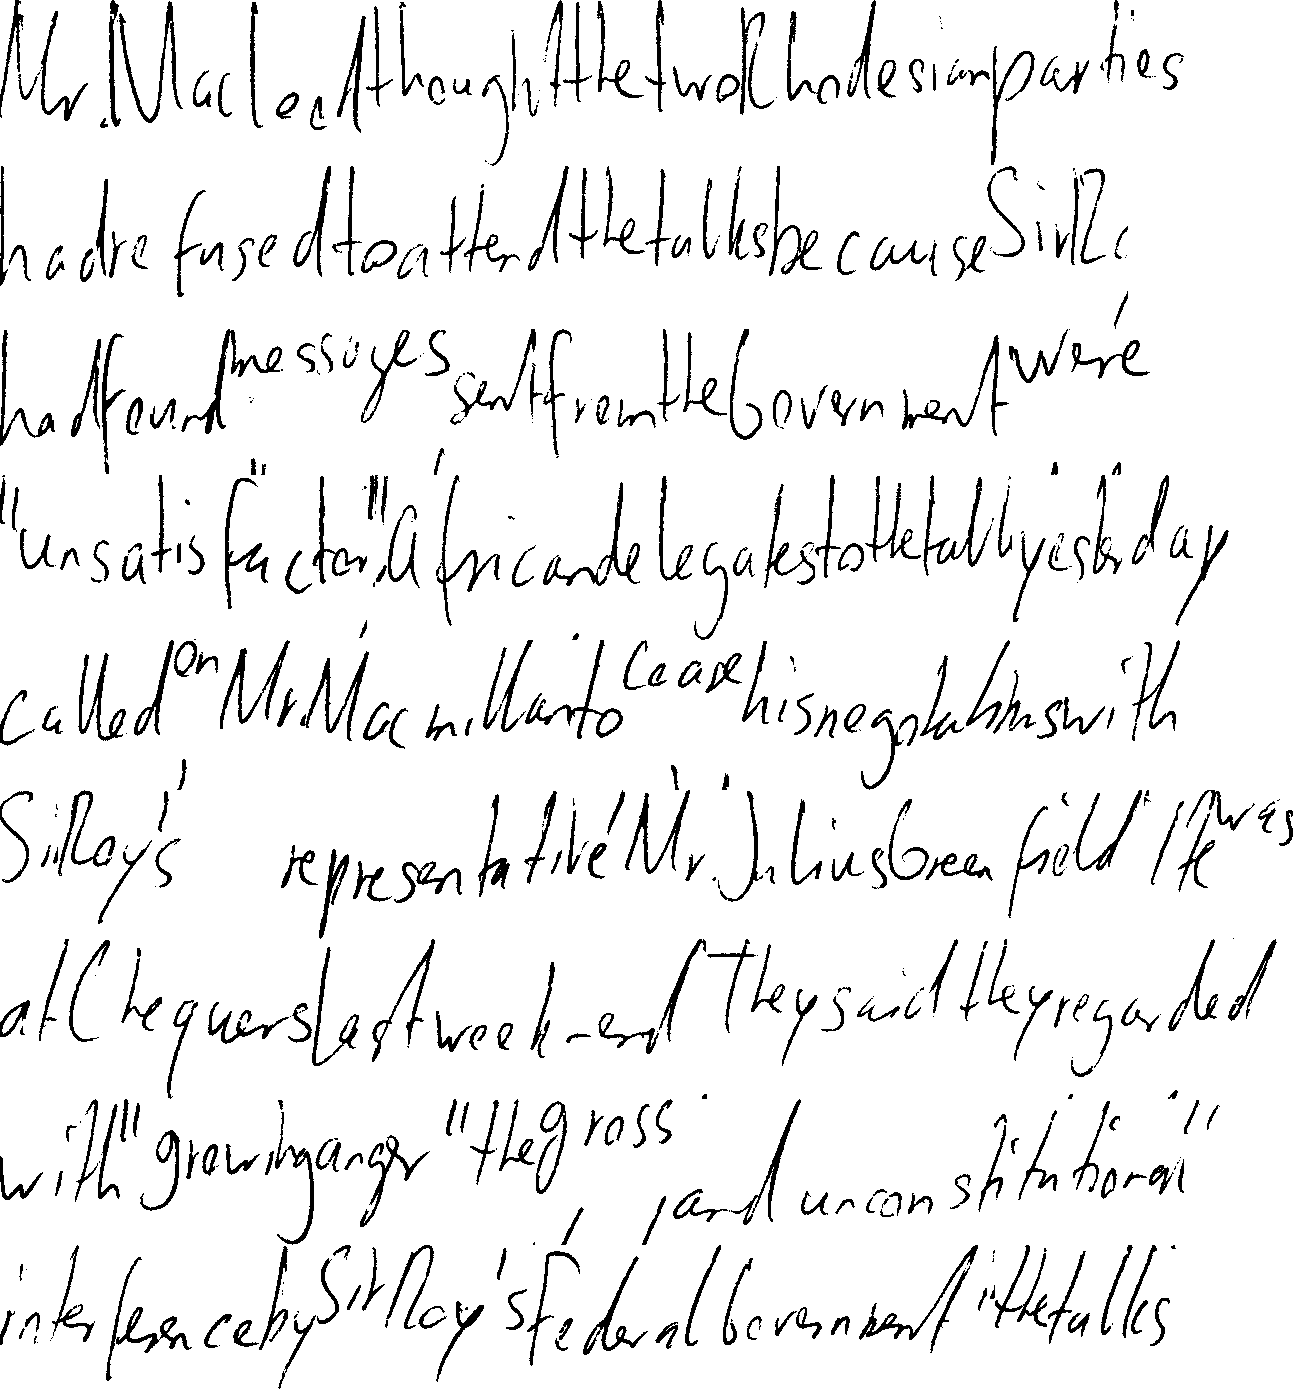 Mr. Macleod thought the two Rhodesian parties
had refused to attend the talks because Sir
had found messages sent from the Government were
"unsatisfactory". African delegates to the talks yesterday
called on Mr. Macmillan to cease his negotiations with
Sir Roy's representative, Mr. Julius Greenfield was
at Chequers last week-end. They said they regarded
with "growing anger" the "gross, and unconstitutional"
interference by Sir Roy's Federal Government in the talks